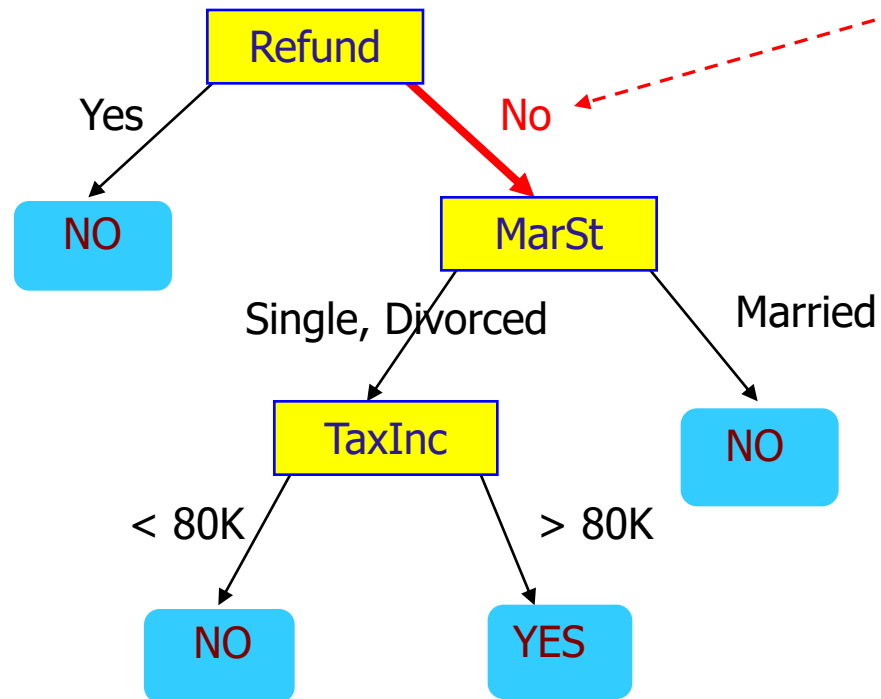 Refund
Yes
No
NO
MarSt
Single, Divorced
Married
TaxInc
NO
< 80K
> 80K
NO
YES